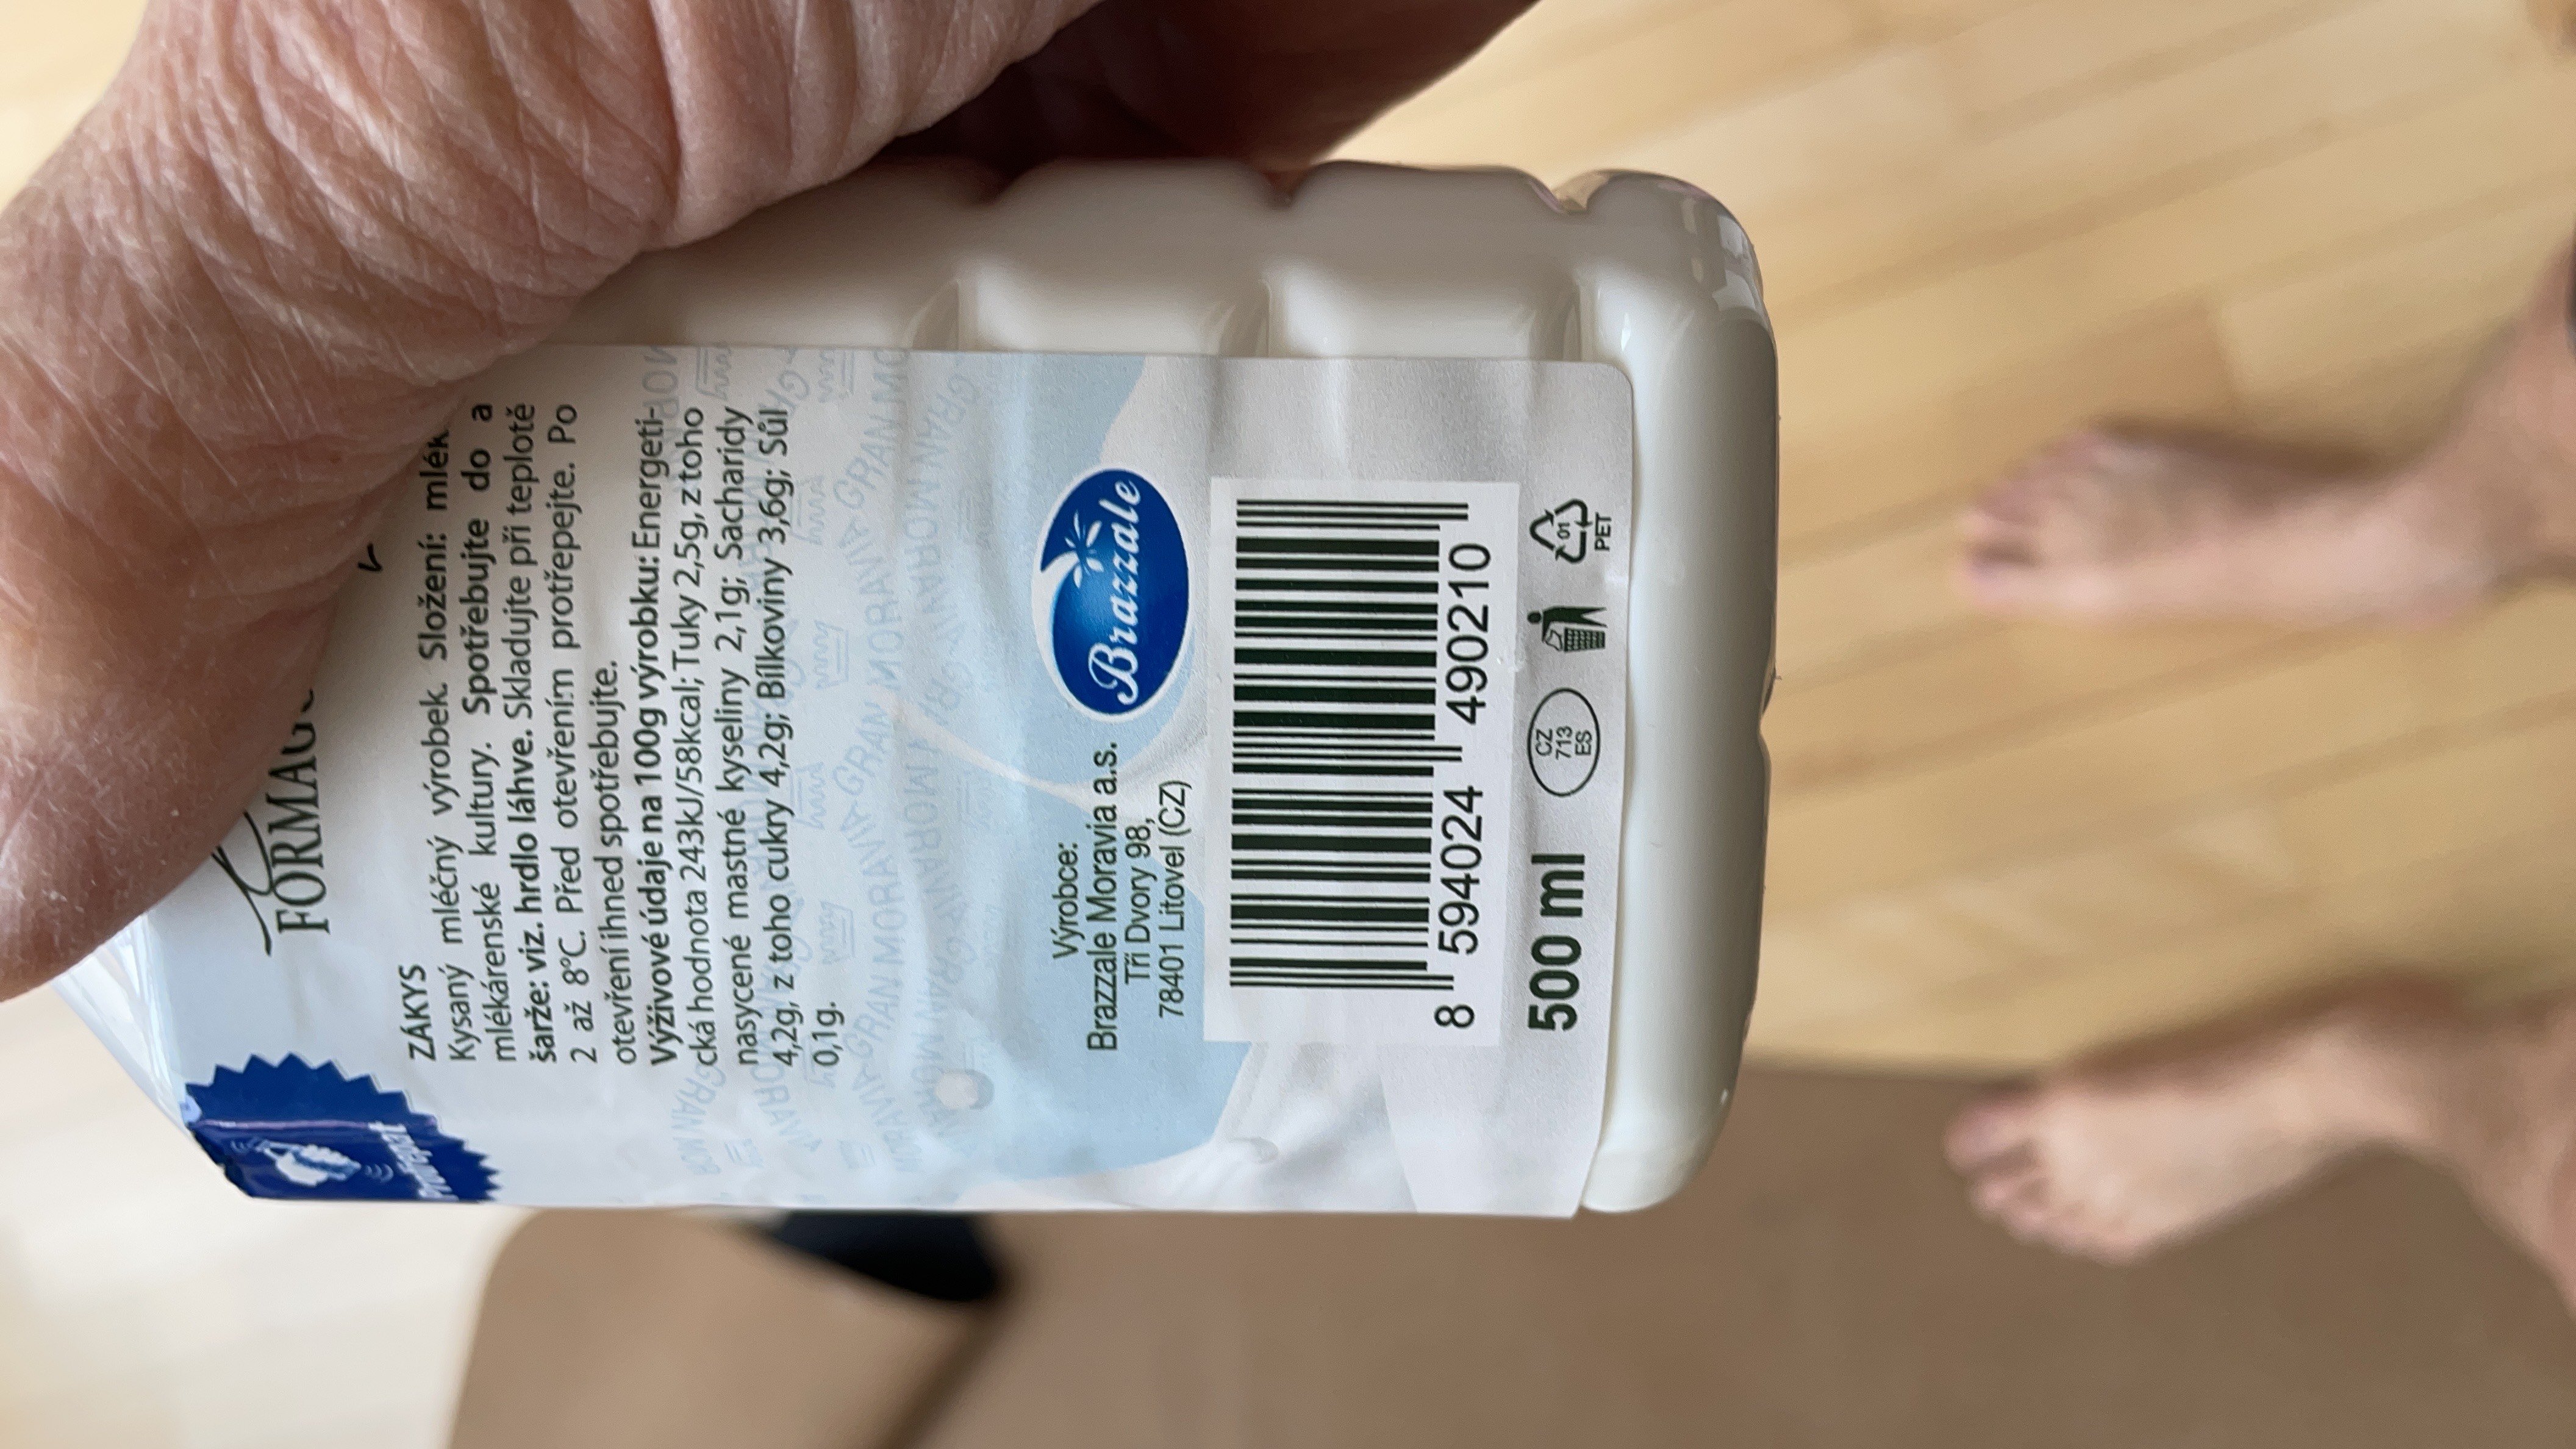 FORMAG
ZÁKYS
Kysaný mléčný výrobek. Složení: mlék
mlékárenské kultury. Spotřebujte do a
šarže: viz. hrdlo láhve. Skladujte při teplotě
2 až 8°C. Před otevřením protřepejte. Po
otevření ihned spotřebujte.
Výživové údaje na 100g výrobku: Energeti-
cká hodnota 243kJ/58kcal; Tuky 2,5g, z toho
nasycené mastné kyseliny 2,1g; Sacharidy
4,2g, z toho cukry 4,2g; Bílkoviny 3,6g; Sůl
0,1g.
GRAN MORAVIA GRAN MO
Výrobce:
Brazzale Moravia a.s.
Tři Dvory 98,
78401 Litovel (CZ)
Brazzale
8 594024 490210
500 ml
CZ
713
ES
01
PET